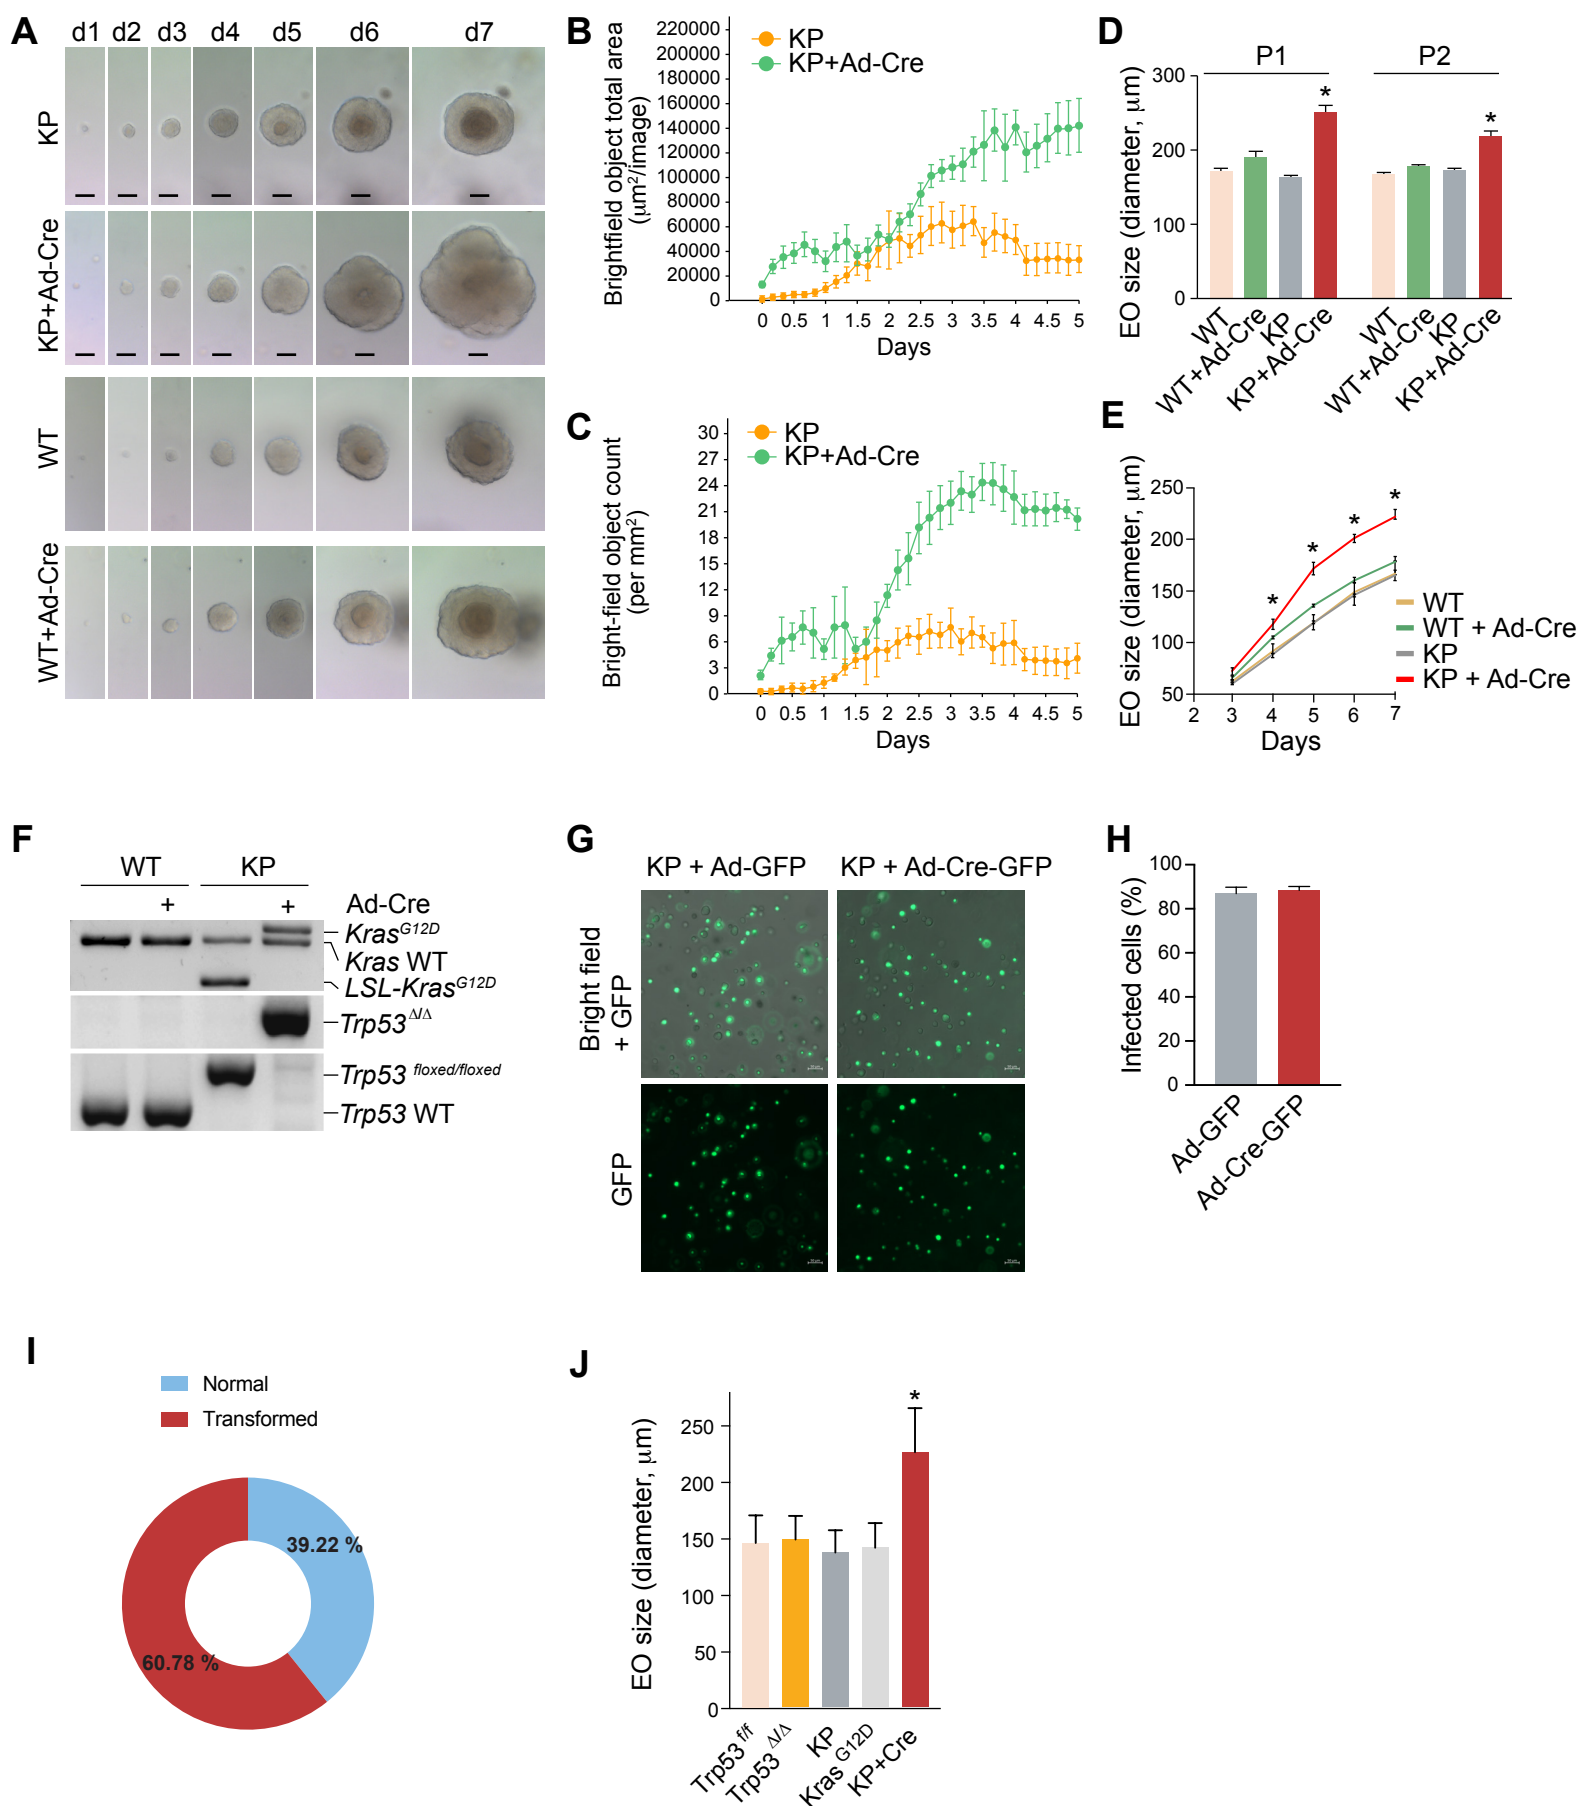 A
d1 d2 d3 d4 d5 d6 d7
KP
KP+Ad-Cre
WT
WT+Ad-Cre
B
Brightfield object total area
(μm²/image)
220000
200000
180000
160000
140000
120000
100000
80000
60000
40000
20000
0
KP
KP+Ad-Cre
0 0.5 1 1.5 2 2.5 3 3.5 4 4.5 5
Days
C
Bright-field object count
(per mm²)
30
27
24
21
18
15
12
9
6
3
0
KP
KP+Ad-Cre
0 0.5 1 1.5 2 2.5 3 3.5 4 4.5 5
Days
D
P1 P2
EO size (diameter, μm)
300
200
100
0
* *
WT
WT+Ad-Cre
KP
KP+Ad-Cre
WT
WT+Ad-Cre
KP
KP+Ad-Cre
E
EO size (diameter, μm)
250
200
150
100
50
* * * *
2 3 4 5 6 7
Days
WT
WT + Ad-Cre
KP
KP + Ad-Cre
F
WT KP
+ + Ad-Cre
Kras^G12D
Kras WT
LSL-Kras^G12D
Trp53 Δ/Δ
Trp53 floxed/floxed
Trp53 WT
G
KP + Ad-GFP KP + Ad-Cre-GFP
Bright field
+ GFP
GFP
H
Infected cells (%)
100
80
60
40
20
0
Ad-GFP
Ad-Cre-GFP
I
Normal
Transformed
39.22 %
60.78 %
J
EO size (diameter, μm)
250
200
150
100
50
0
*
Trp53 f/f
Trp53 Δ/Δ
KP
Kras G12D
KP+Cre